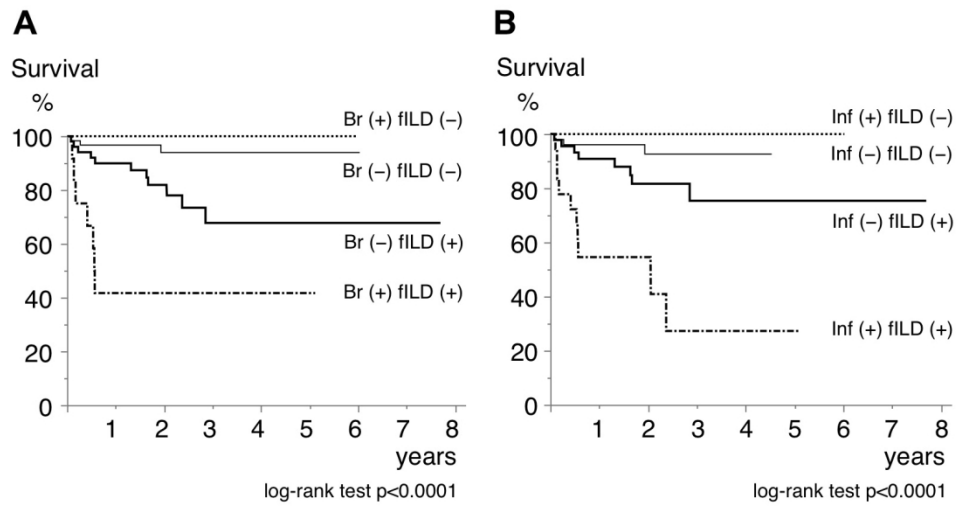 A
Survival
%
100
80
60
40
20
0
Br (+) fILD (−)
Br (−) fILD (−)
Br (−) fILD (+)
Br (+) fILD (+)
1 2 3 4 5 6 7 8
years
log-rank test p<0.0001
B
Survival
%
100
80
60
40
20
0
Inf (+) fILD (−)
Inf (−) fILD (−)
Inf (−) fILD (+)
Inf (+) fILD (+)
1 2 3 4 5 6 7 8
years
log-rank test p<0.0001